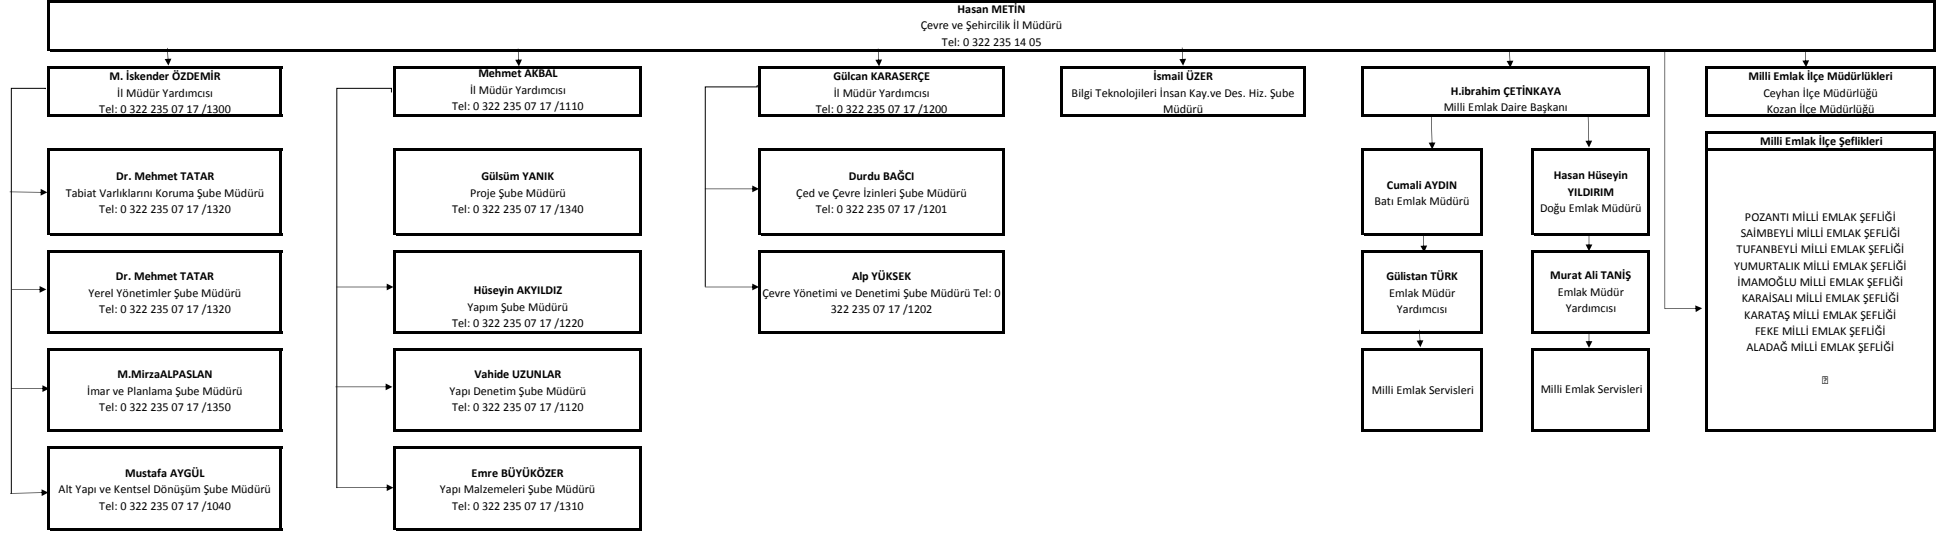 Hasan METİN
Çevre ve Şehircilik İl Müdürü
Tel: 0 322 235 14 05
M. İskender ÖZDEMİR
İl Müdür Yardımcısı
Tel: 0 322 235 07 17 /1300
Dr. Mehmet TATAR
Tabiat Varlıklarını Koruma Şube Müdürü
Tel: 0 322 235 07 17 /1320
Dr. Mehmet TATAR
Yerel Yönetimler Şube Müdürü
Tel: 0 322 235 07 17 /1320
M.MirzaALPASLAN
İmar ve Planlama Şube Müdürü
Tel: 0 322 235 07 17 /1350
Mustafa AYGÜL
Alt Yapı ve Kentsel Dönüşüm Şube Müdürü
Tel: 0 322 235 07 17 /1040
Mehmet AKBAL
İl Müdür Yardımcısı
Tel: 0 322 235 07 17 /1110
Gülsüm YANIK
Proje Şube Müdürü
Tel: 0 322 235 07 17 /1340
Hüseyin AKYILDIZ
Yapım Şube Müdürü
Tel: 0 322 235 07 17 /1220
Vahide UZUNLAR
Yapı Denetim Şube Müdürü
Tel: 0 322 235 07 17 /1120
Emre BÜYÜKÖZER
Yapı Malzemeleri Şube Müdürü
Tel: 0 322 235 07 17 /1310
Gülcan KARASERÇE
İl Müdür Yardımcısı
Tel: 0 322 235 07 17 /1200
Durdu BAĞCI
Çed ve Çevre İzinleri Şube Müdürü
Tel: 0 322 235 07 17 /1201
Alp YÜKSEK
Çevre Yönetimi ve Denetimi Şube Müdürü Tel: 0
322 235 07 17 /1202
İsmail ÜZER
Bilgi Teknolojileri İnsan Kay.ve Des. Hiz. Şube
Müdürü
H.ibrahim ÇETİNKAYA
Milli Emlak Daire Başkanı
Cumali AYDIN
Batı Emlak Müdürü
Gülistan TÜRK
Emlak Müdür
Yardımcısı
Milli Emlak Servisleri
Hasan Hüseyin
YILDIRIM
Doğu Emlak Müdürü
Murat Ali TANİŞ
Emlak Müdür
Yardımcısı
Milli Emlak Servisleri
Milli Emlak İlçe Müdürlükleri
Ceyhan İlçe Müdürlüğü
Kozan İlçe Müdürlüğü
Milli Emlak İlçe Şeflikleri
POZANTI MİLLİ EMLAK ŞEFLİĞİ
SAİMBEYLİ MİLLİ EMLAK ŞEFLİĞİ
TUFANBEYLİ MİLLİ EMLAK ŞEFLİĞİ
YUMURTALIK MİLLİ EMLAK ŞEFLİĞİ
İMAMOĞLU MİLLİ EMLAK ŞEFLİĞİ
KARAİSALI MİLLİ EMLAK ŞEFLİĞİ
KARATAŞ MİLLİ EMLAK ŞEFLİĞİ
FEKE MİLLİ EMLAK ŞEFLİĞİ
ALADAĞ MİLLİ EMLAK ŞEFLİĞİ